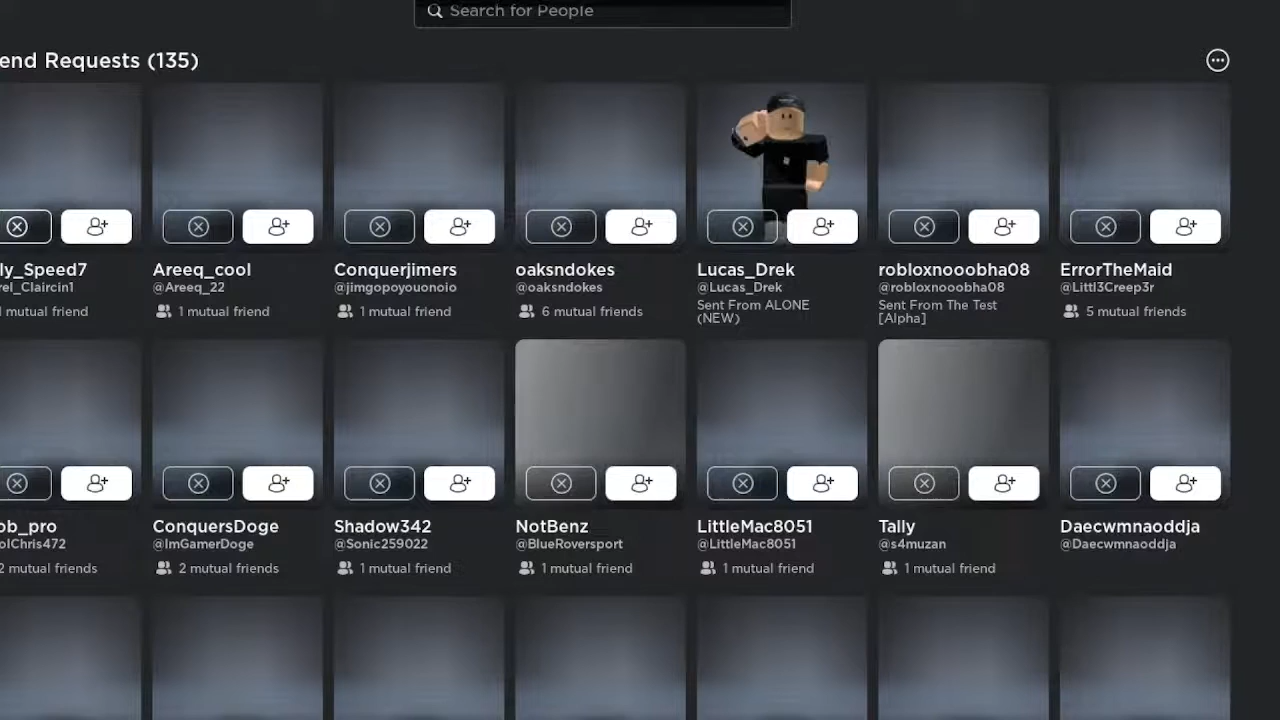 Search for People
end Requests (135)
ly_Speed7
Areeq_cool
Conquerjimers
oaksndokes
Lucas_Drek
robloxnooobha08
ErrorTheMaid
rel_Claircin1
@Areeq_22
@jimgopoyouonoio
@oaksndokes
@Lucas_Drek
@robloxnooobha08
@Littl3Creep3r
1 mutual friend
1 mutual friend
1 mutual friend
6 mutual friends
Sent From ALONE
(NEW)
Sent From The Test
[Alpha]
5 mutual friends
ob_pro
ConquersDoge
Shadow342
NotBenz
LittleMac8051
Tally
Daecwmnaoddja
olChris472
@ImGamerDoge
@Sonic259022
@BlueRoversport
@LittleMac8051
@s4muzan
@Daecwmnaoddja
2 mutual friends
2 mutual friends
1 mutual friend
1 mutual friend
1 mutual friend
1 mutual friend